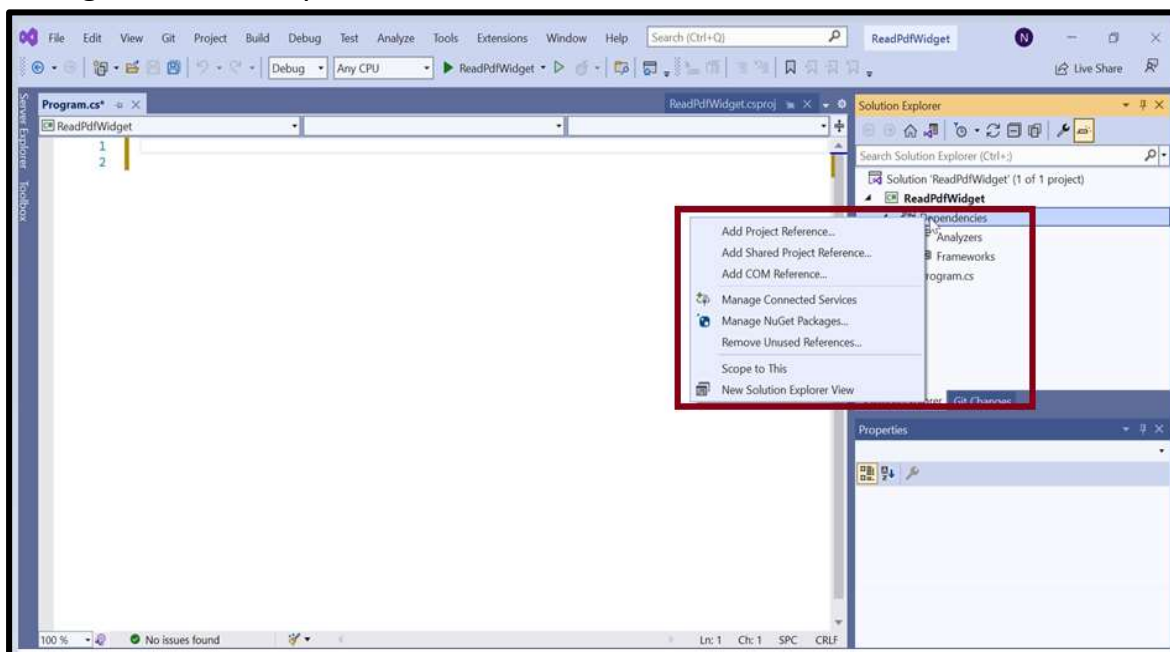 File Edit View Git Project Build Debug Test Analyze Tools Extensions Window Help Search (Ctrl+Q) ReadPdfWidget N
Debug Any CPU ReadPdfWidget Live Share
Server Explorer
Toolbox
Program.cs* ReadPdfWidget.csproj
ReadPdfWidget
1
2
Solution Explorer
Search Solution Explorer (Ctrl+;)
Solution 'ReadPdfWidget' (1 of 1 project)
ReadPdfWidget
Dependencies
Analyzers
Frameworks
rogram.cs
Add Project Reference...
Add Shared Project Reference...
Add COM Reference...
Manage Connected Services
Manage NuGet Packages...
Remove Unused References...
Scope to This
New Solution Explorer View
Git Changes
Properties
100 % No issues found Ln: 1 Ch: 1 SPC CRLF